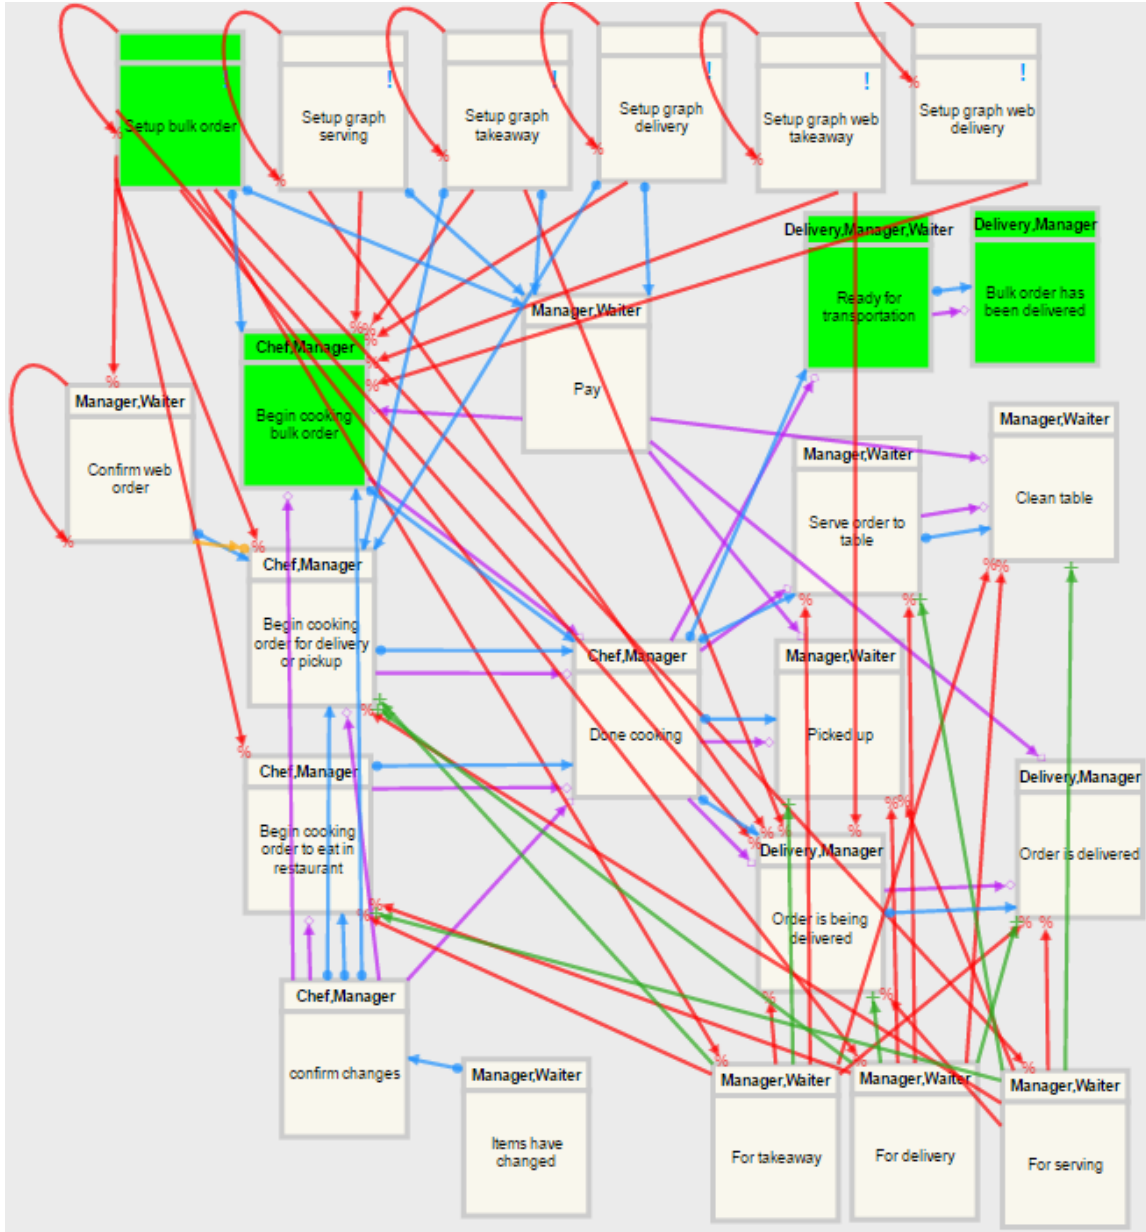 !
!
!
!
!
Setup bulk order
Setup graph
serving
Setup graph
takeaway
Setup graph
delivery
Setup graph web
takeaway
Setup graph web
delivery
%
%
%
%
%
%
Delivery,Manager,Waiter
Ready for
transportation
Delivery,Manager
Bulk order has
been delivered
Manager,Waiter
Pay
%
%
%
%
%
Chef,Manager
Begin cooking
bulk order
%
Manager,Waiter
Confirm web
order
%
Manager,Waiter
Serve order to
table
Manager,Waiter
Clean table
%
%
+
%
Chef,Manager
Begin cooking
order for delivery
or pickup
+
+
%
Chef,Manager
Done cooking
%
%
+
Manager,Waiter
Picked up
+
%
%
Delivery,Manager
Order is delivered
+
%
%
%
Chef,Manager
Begin cooking
order to eat in
restaurant
%
%
+
%
%
%
%
Delivery,Manager
Order is being
delivered
%
+
%
Chef,Manager
confirm changes
Manager,Waiter
Items have
changed
%
Manager,Waiter
For takeaway
%
Manager,Waiter
For delivery
%
Manager,Waiter
For serving